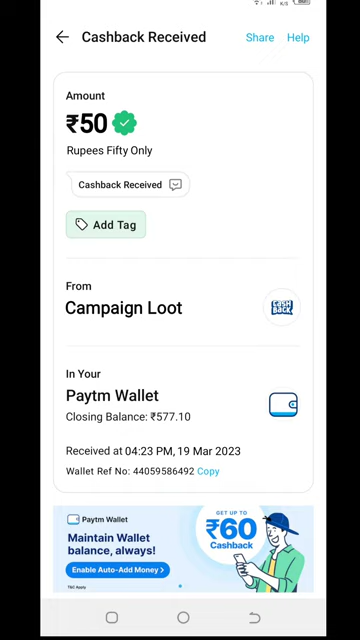 Cashback Received
Share
Help
Amount
₹50
Rupees Fifty Only
Cashback Received
Add Tag
From
Campaign Loot
CASH
BACK
In Your
Paytm Wallet
Closing Balance: ₹577.10
Received at 04:23 PM, 19 Mar 2023
Wallet Ref No: 44059586492 Copy
Paytm Wallet
Maintain Wallet
balance, always!
Enable Auto-Add Money >
T&C Apply
GET UP TO
₹60
Cashback